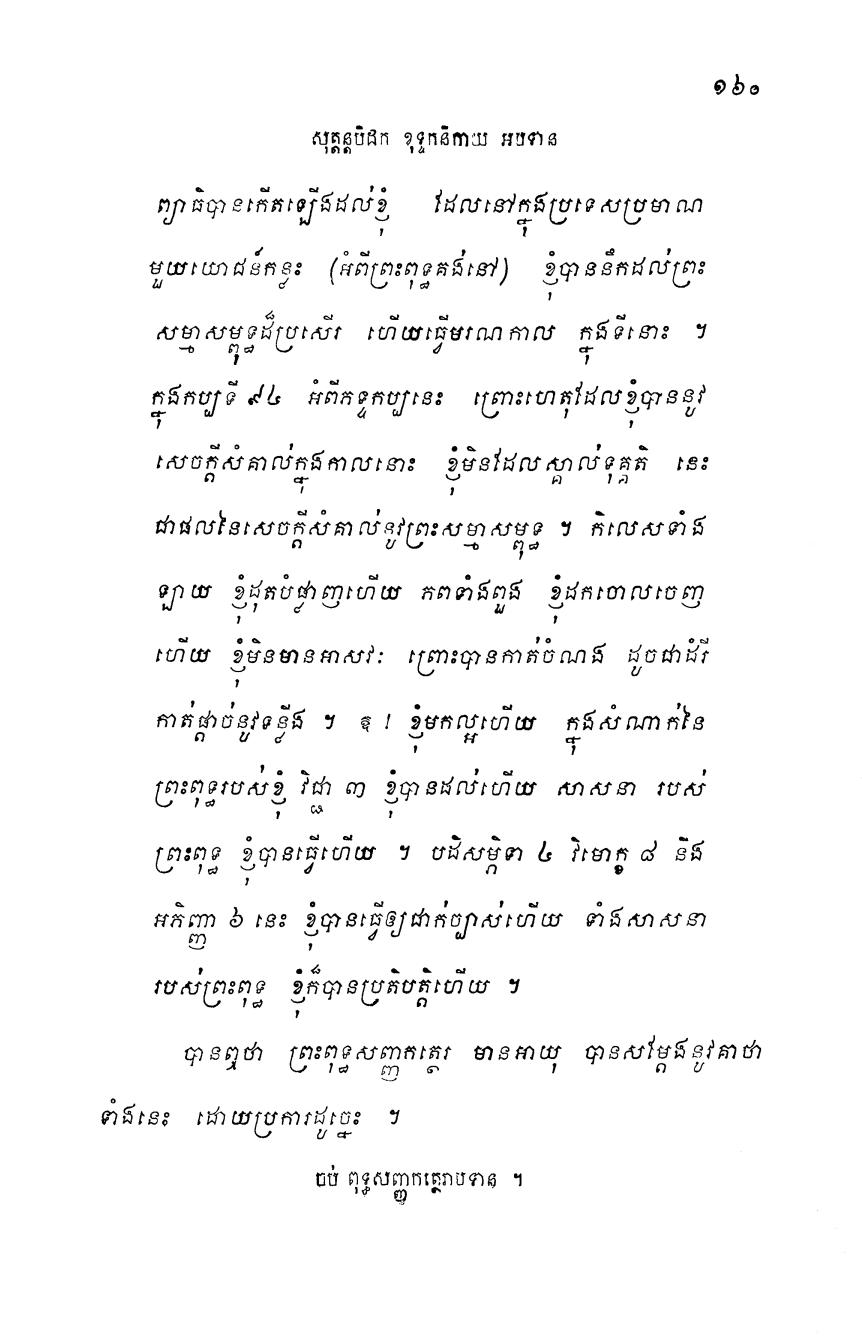 ១៦០
សុត្តន្តបិដក ខុទ្ទកនិកាយ អបទាន
ព្យាធិបានកើតឡើងដល់ខ្ញុំ ដែលនៅក្នុងប្រទេសប្រមាណ
មួយយោជន៍កន្លះ (អំពីព្រះពុទ្ធគង់នៅ) ខ្ញុំបាននឹកដល់ព្រះ
សម្មាសម្ពុទ្ធដ៏ប្រសើរ ហើយធ្វើមរណកាល ក្នុងទីនោះ ។
ក្នុងកប្បទី ៩៤ អំពីភទ្ទកប្បនេះ ព្រោះហេតុដែលខ្ញុំបាននូវ
សេចក្តីសំគាល់ក្នុងកាលនោះ ខ្ញុំមិនដែលស្គាល់ទុគ្គតិ នេះ
ជាផលនៃសេចក្តីសំគាល់នូវព្រះសម្មាសម្ពុទ្ធ ។ កិលេសទាំង
ឡាយ ខ្ញុំដុតបំផ្លាញហើយ ភពទាំងពួង ខ្ញុំដកចោលចេញ
ហើយ ខ្ញុំមិនមានអាសវៈ ព្រោះបានកាត់ចំណង ដូចជាដំរី
កាត់ផ្តាច់នូវទន្លីង ។ ឱ ! ខ្ញុំមកល្អហើយ ក្នុងសំណាក់នៃ
ព្រះពុទ្ធរបស់ខ្ញុំ វិជ្ជា ៣ ខ្ញុំបានដល់ហើយ សាសនា របស់
ព្រះពុទ្ធ ខ្ញុំបានធ្វើហើយ ។ បដិសម្ភិទា ៤ វិមោក្ខ ៨ និង
អភិញ្ញា ៦ នេះ ខ្ញុំបានធ្វើឲ្យជាក់ច្បាស់ហើយ ទាំងសាសនា
របស់ព្រះពុទ្ធ ខ្ញុំក៏បានប្រតិបត្តិហើយ ។
បានឮថា ព្រះពុទ្ធសញ្ញកត្ថេរ មានអាយុ បានសម្តែងនូវគាថា
ទាំងនេះ ដោយប្រការដូច្នេះ ។
ចប់ ពុទ្ធសញ្ញកត្ថេរាបទាន ។